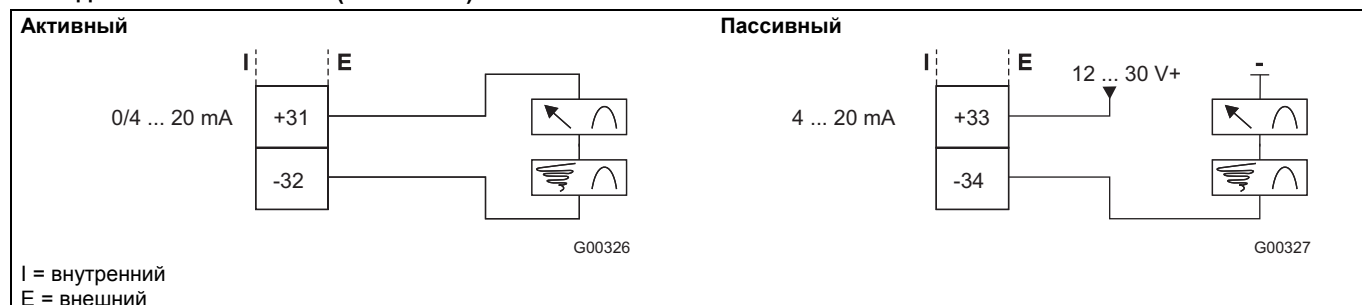 Активный
Пассивный
I
E
I
E
12 ... 30 V+
-
0/4 ... 20 mA
+31
4 ... 20 mA
+33
-32
-34
G00326
G00327
I = внутренний
E = внешний